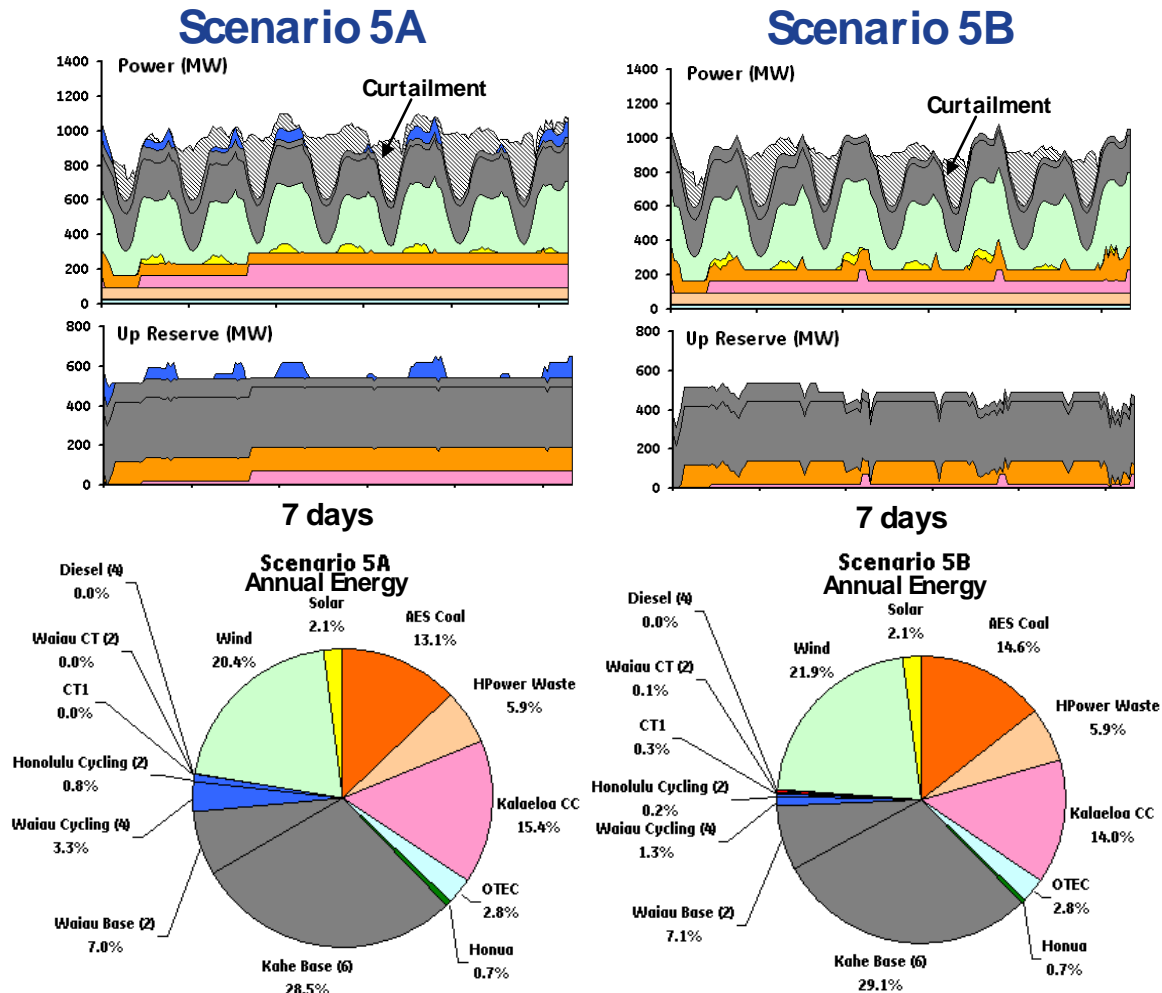 Scenario 5A
Scenario 5B
Power (MW)
Curtailment
1400
1200
1000
800
600
400
200
0
Power (MW)
Curtailment
1400
1200
1000
800
600
400
200
0
Up Reserve (MW)
800
600
400
200
0
Up Reserve (MW)
800
600
400
200
0
7 days
7 days
Scenario 5A
Annual Energy
Diesel (4)
0.0%
Waiau CT (2)
0.0%
CT1
0.0%
Honolulu Cycling (2)
0.8%
Waiau Cycling (4)
3.3%
Waiau Base (2)
7.0%
Kahe Base (6)
28.5%
Wind
20.4%
Solar
2.1%
AES Coal
13.1%
HPower Waste
5.9%
Kalaeloa CC
15.4%
OTEC
2.8%
Honua
0.7%
Scenario 5B
Annual Energy
Diesel (4)
0.0%
Waiau CT (2)
0.1%
CT1
0.3%
Honolulu Cycling (2)
0.2%
Waiau Cycling (4)
1.3%
Waiau Base (2)
7.1%
Kahe Base (6)
29.1%
Wind
21.9%
Solar
2.1%
AES Coal
14.6%
HPower Waste
5.9%
Kalaeloa CC
14.0%
OTEC
2.8%
Honua
0.7%